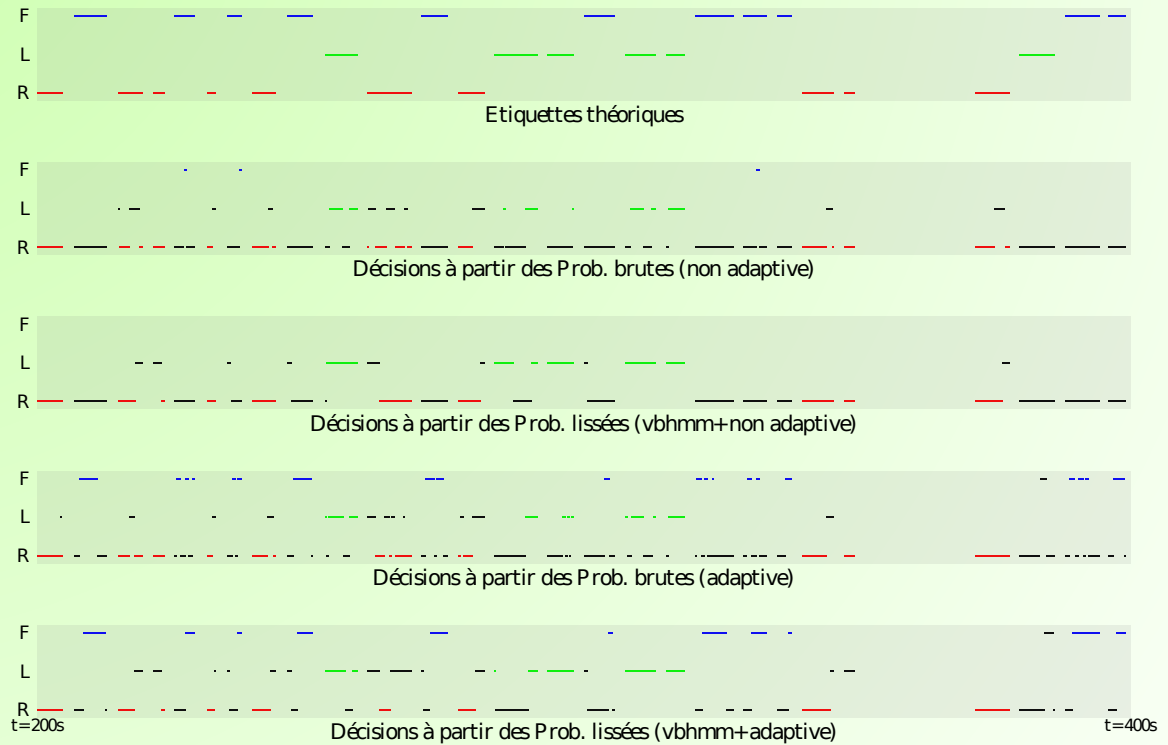 F
L
R
Etiquettes théoriques
F
L
R
Décisions à partir des Prob. brutes (non adaptive)
F
L
R
Décisions à partir des Prob. lissées (vbhmm+non adaptive)
F
L
R
Décisions à partir des Prob. brutes (adaptive)
F
L
R
t=200s
t=400s
Décisions à partir des Prob. lissées (vbhmm+adaptive)